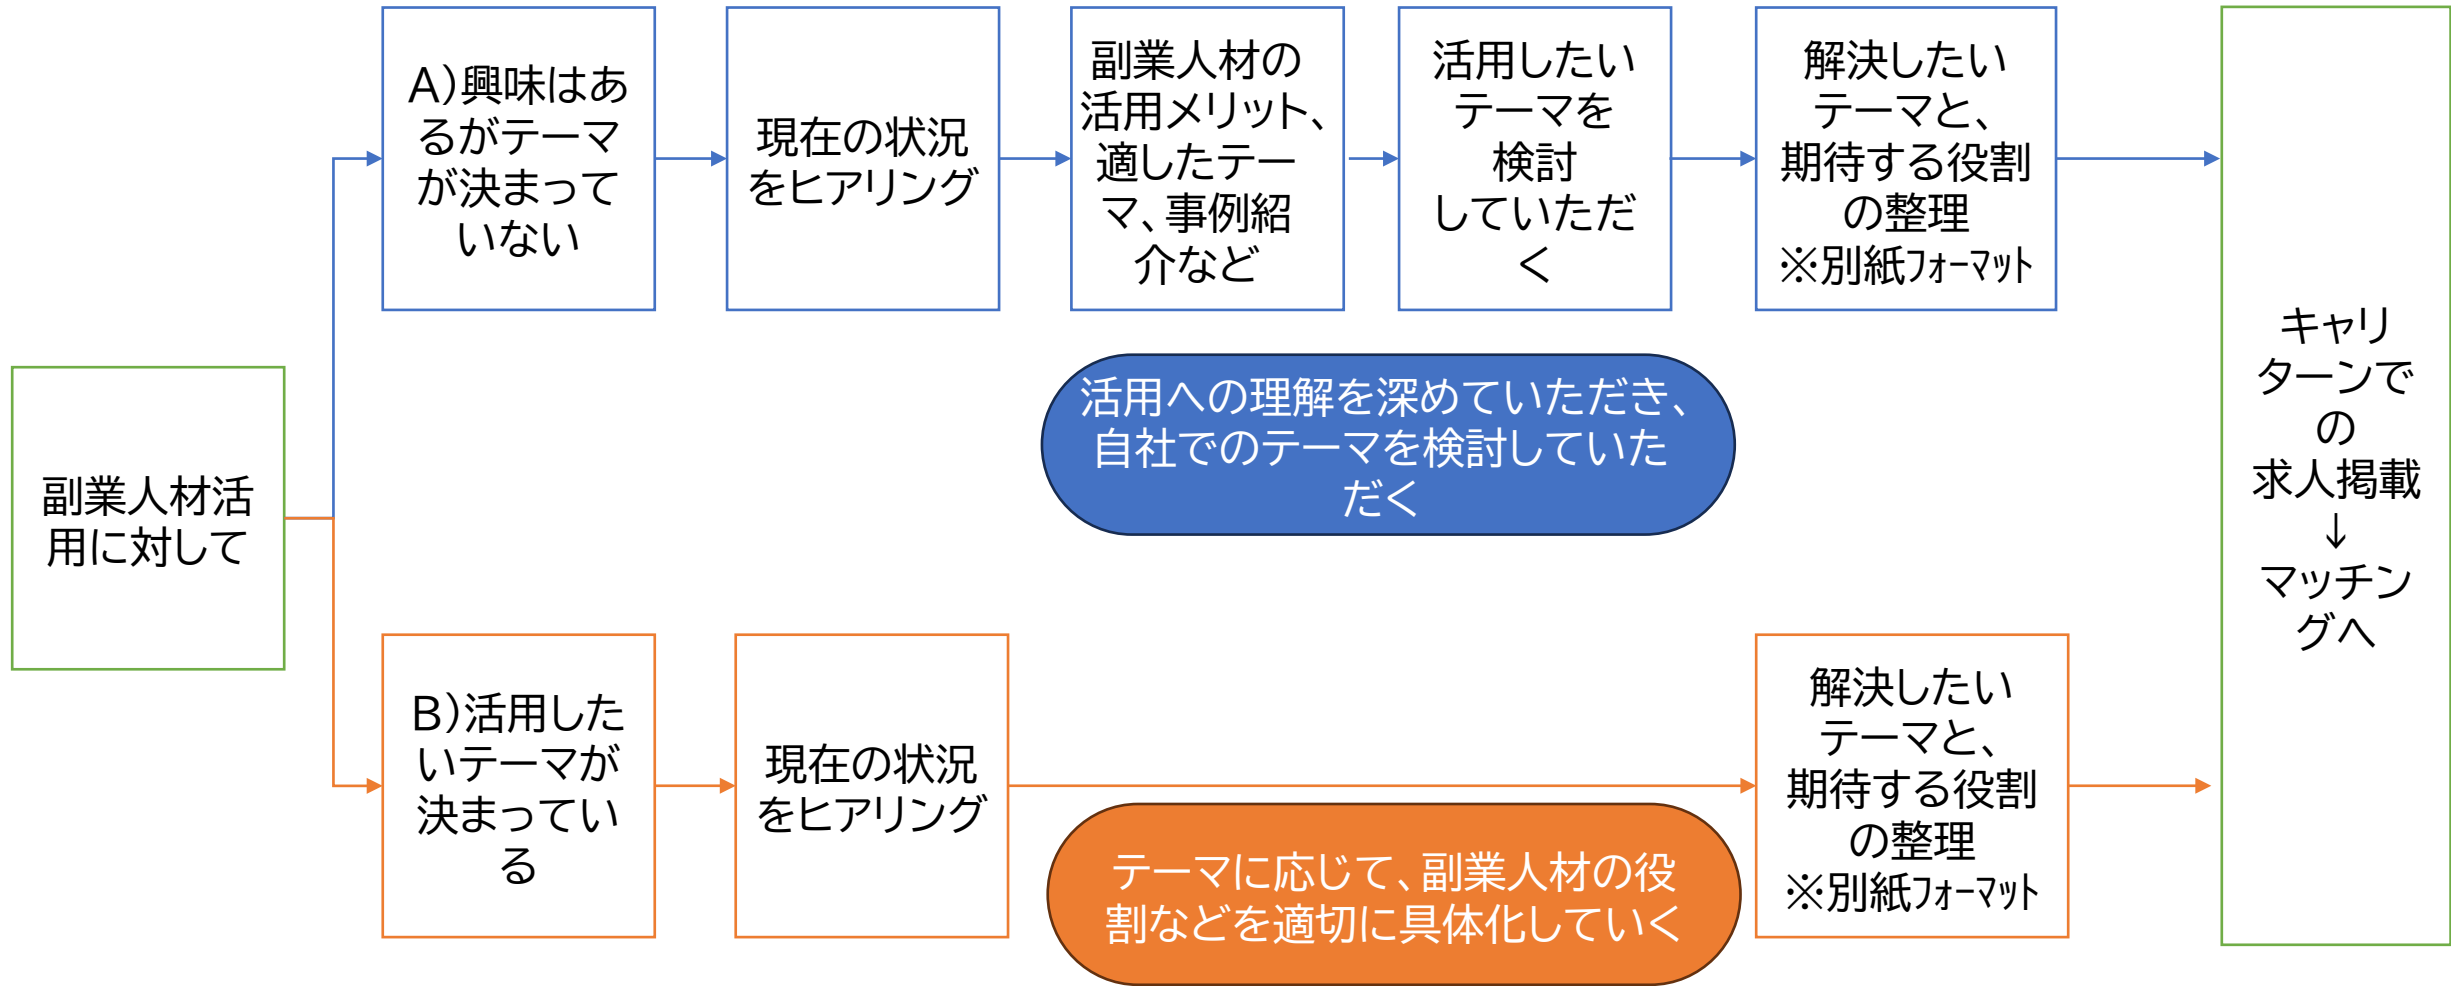 副業人材活
用に対して
A)興味はあ
るがテーマ
が決まって
いない
現在の状況
をヒアリング
副業人材の
活用メリット、
適したテー
マ、事例紹
介など
活用したい
テーマを
検討
していただ
く
解決したい
テーマと、
期待する役割
の整理
※別紙フォーマット
活用への理解を深めていただき、
自社でのテーマを検討していた
だく
B)活用した
いテーマが
決まってい
る
現在の状況
をヒアリング
テーマに応じて、副業人材の役
割などを適切に具体化していく
解決したい
テーマと、
期待する役割
の整理
※別紙フォーマット
キャリ
ターンで
の
求人掲載
↓
マッチン
グへ